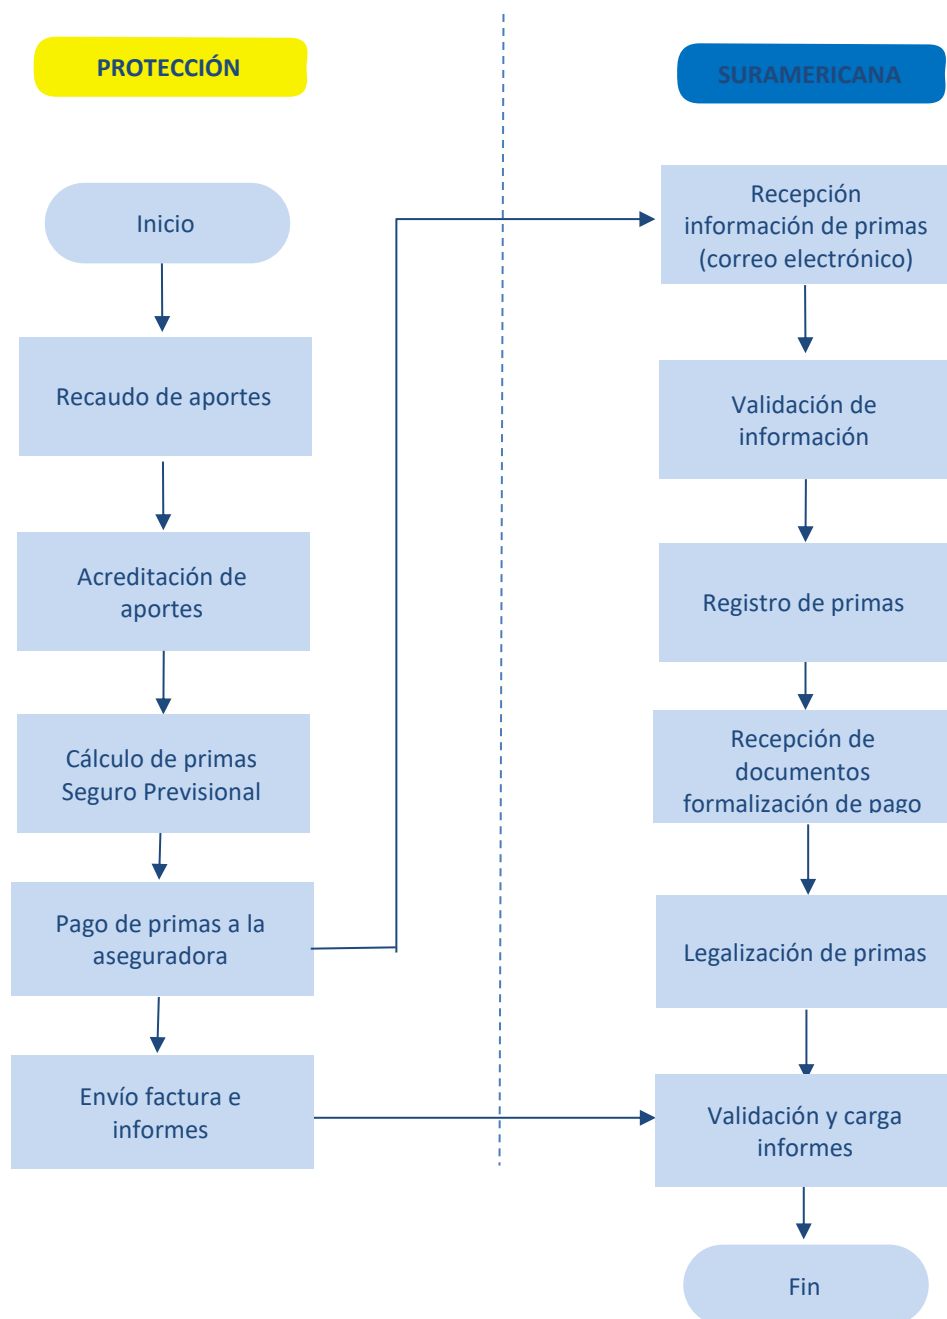 PROTECCIÓN
Inicio
Recaudo de aportes
Acreditación de
aportes
Cálculo de primas
Seguro Previsional
Pago de primas a la
aseguradora
Envío factura e
informes
SURAMERICANA
Recepción
información de primas
(correo electrónico)
Validación de
información
Registro de primas
Recepción de
documentos
formalización de pago
Legalización de primas
Validación y carga
informes
Fin